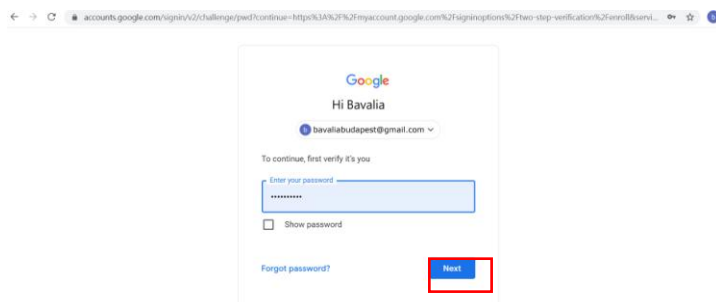 accounts.google.com/signin/v2/challenge/pwd?continue=https%3A%2F%2Fmyaccount.google.com%2Fsigninoptions%2Ftwo-step-verification%2Fenroll&servi...
Google
Hi Bavalia
b bavaliabudapest@gmail.com
To continue, first verify it's you
Enter your password
••••••••••
Show password
Forgot password? Next